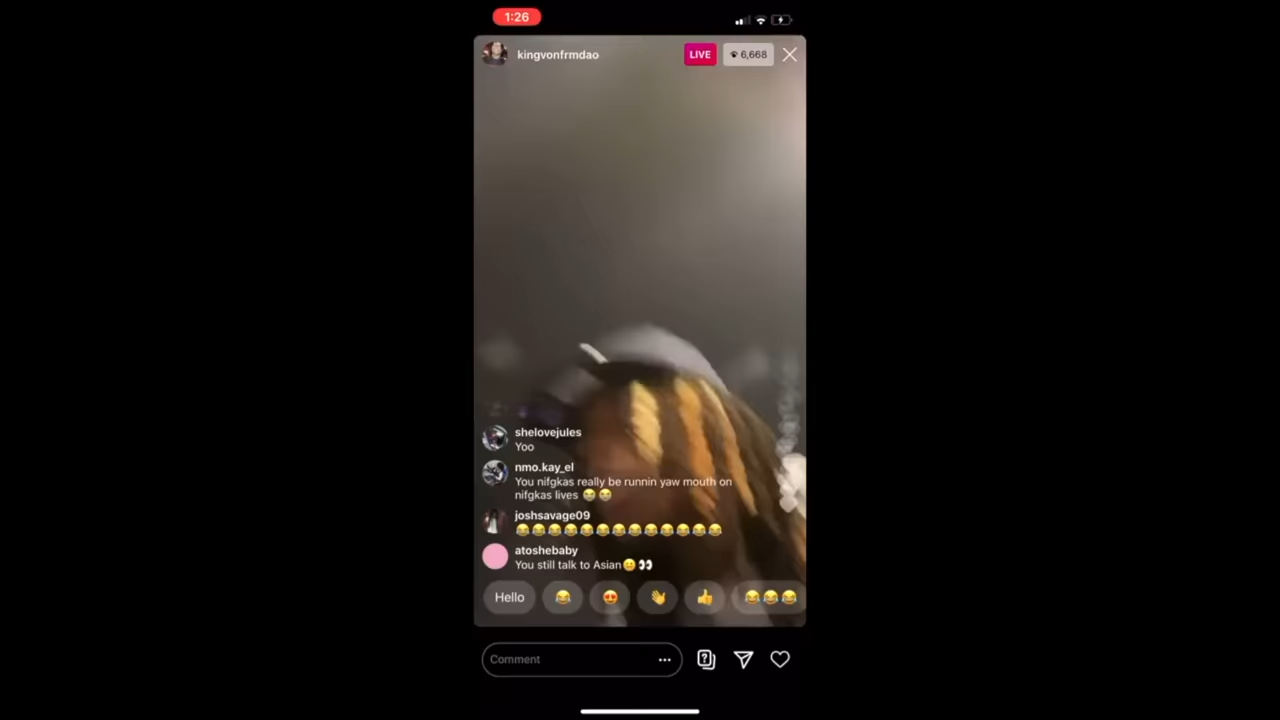 1:26
kingvonfrmdao LIVE 6,668
shelovejules
Yoo
nmo.kay_el
You nifgkas really be runnin yaw mouth on
nifgkas lives 😂😂
joshsavage09
😂😂😂😂😂😂😂😂😂😂😂😂😂
atoshebaby
You still talk to Asian😐👀
Hello 😂 😍 👋 👍 😂😂😂
Comment